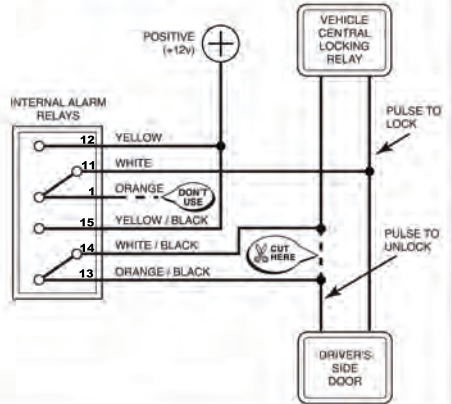 VEHICLE
CENTRAL
LOCKING
RELAY
POSITIVE
(+12v)
INTERNAL ALARM
RELAYS
PULSE TO
LOCK
12 YELLOW
11 WHITE
1 ORANGE
DON'T
USE
15 YELLOW / BLACK
14 WHITE / BLACK
PULSE TO
UNLOCK
CUT
HERE
13 ORANGE / BLACK
DRIVER'S
SIDE
DOOR